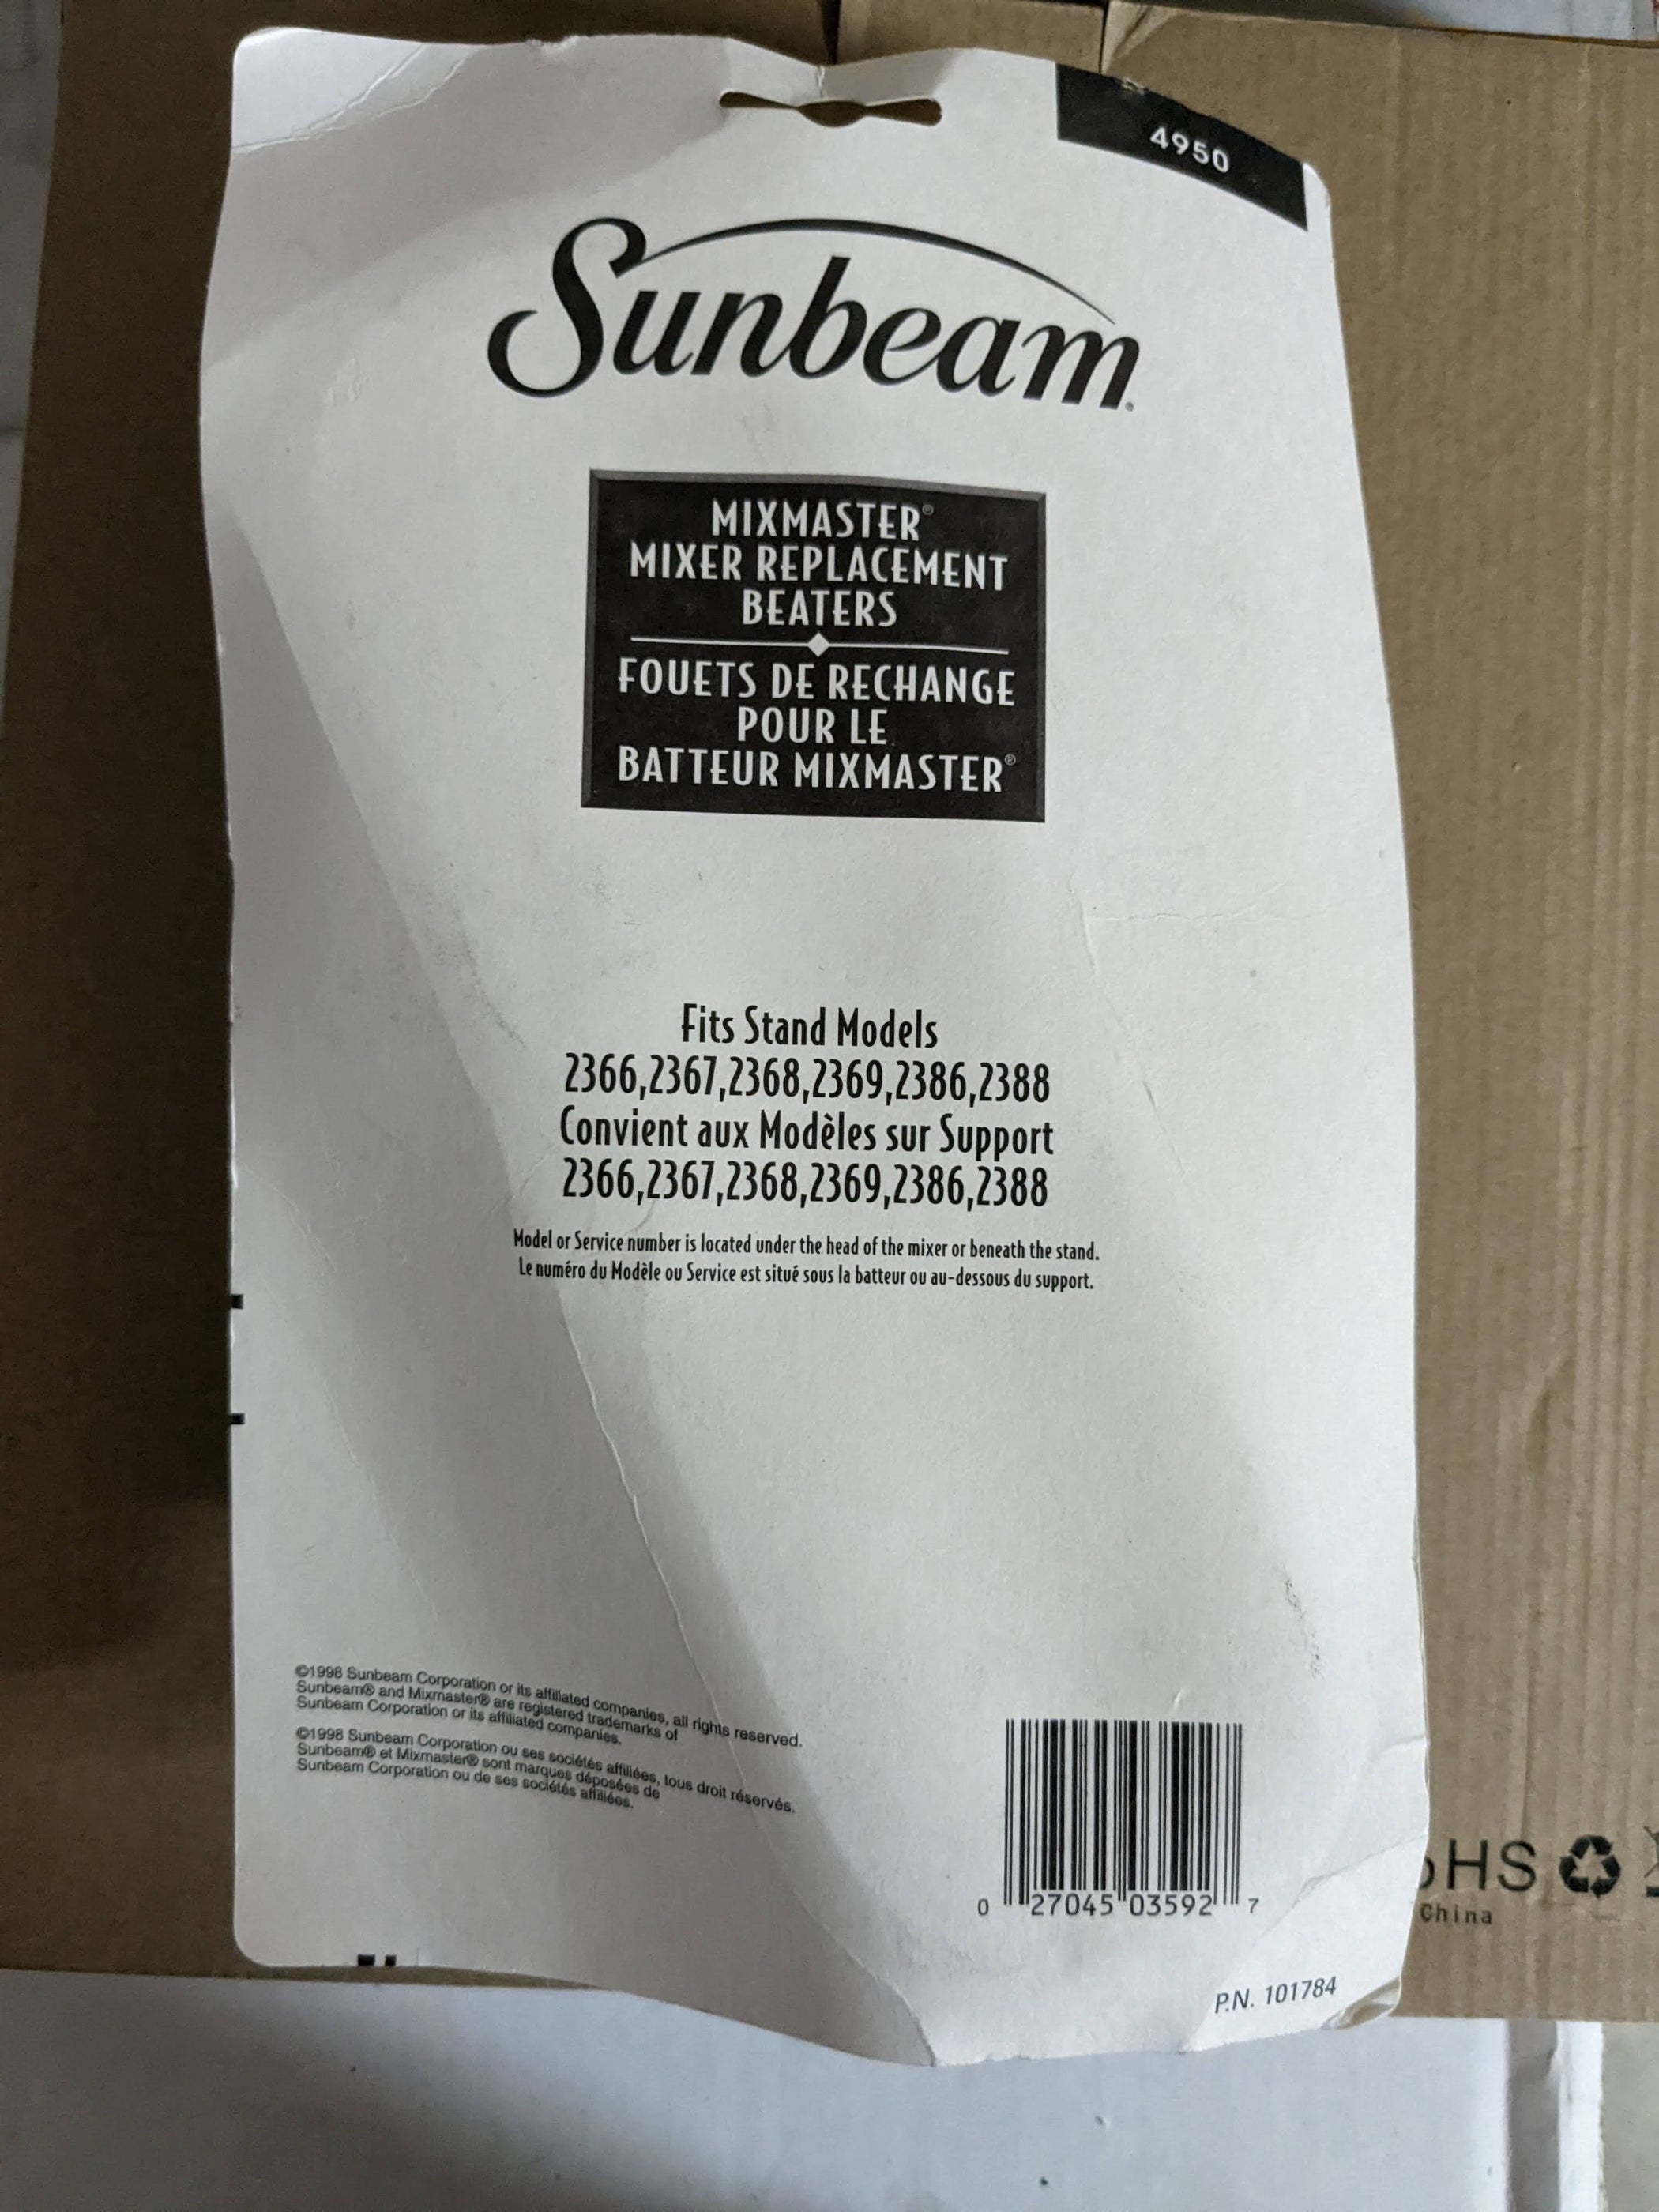 4950
Sunbeam®
MIXMASTER®
MIXER REPLACEMENT
BEATERS
FOUETS DE RECHANGE
POUR LE
BATTEUR MIXMASTER®
Fits Stand Models
2366,2367,2368,2369,2386,2388
Convient aux Modèles sur Support
2366,2367,2368,2369,2386,2388
Model or Service number is located under the head of the mixer or beneath the stand.
Le numéro du Modèle ou Service est situé sous la batteur ou au-dessous du support.
©1998 Sunbeam Corporation or its affiliated companies, all rights reserved.
Sunbeam® and Mixmaster® are registered trademarks of
Sunbeam Corporation or its affiliated companies.
©1998 Sunbeam Corporation ou ses sociétés affiliées, tous droit réservés.
Sunbeam® et Mixmaster® sont marques déposées de
Sunbeam Corporation ou de ses sociétés affiliées.
0 27045 03592 7
P.N. 101784
HS
China